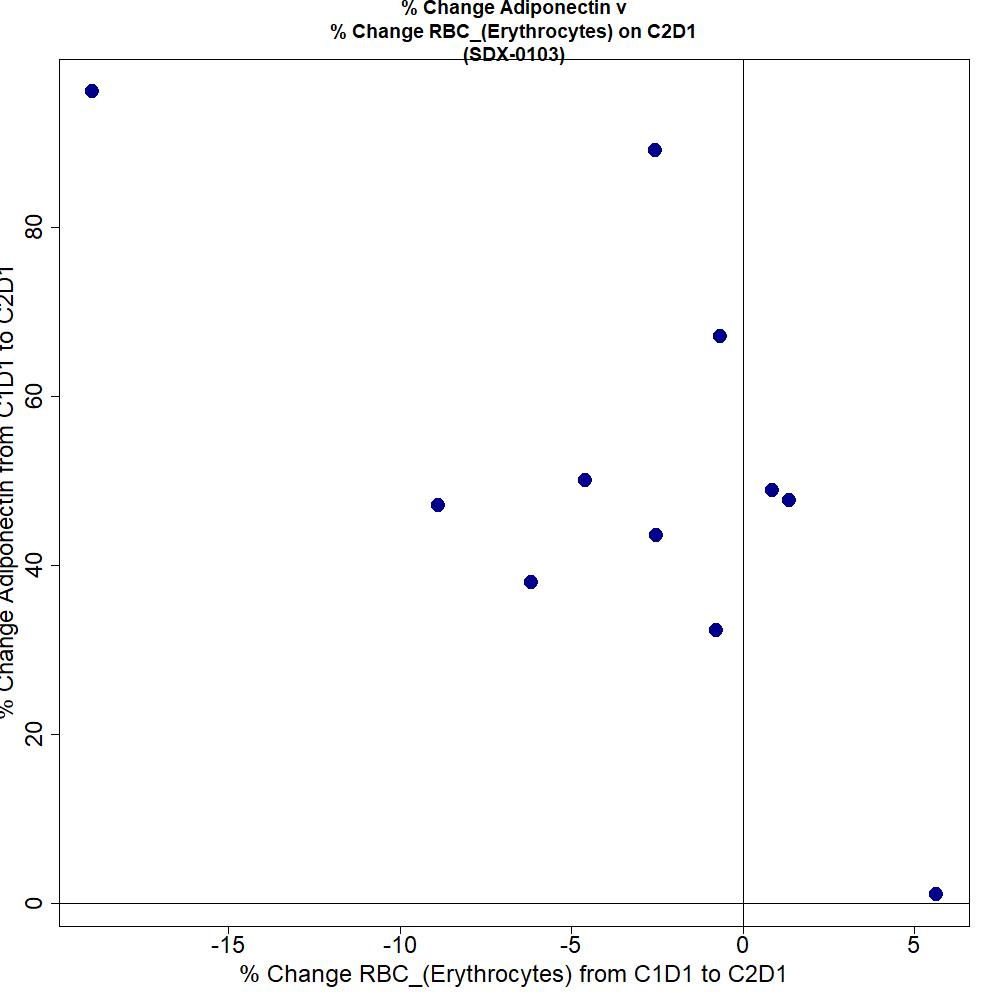 % Change Adiponectin v
% Change RBC_(Erythrocytes) on C2D1
(SDX-0103)
% Change Adiponectin from C1D1 to C2D1
80
60
40
20
0
-15
-10
-5
0
5
% Change RBC_(Erythrocytes) from C1D1 to C2D1